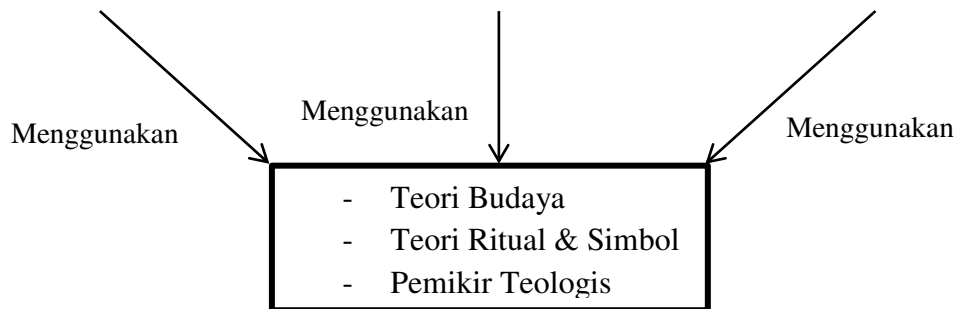 Menggunakan
Menggunakan
Menggunakan
- Teori Budaya
- Teori Ritual & Simbol
- Pemikir Teologis